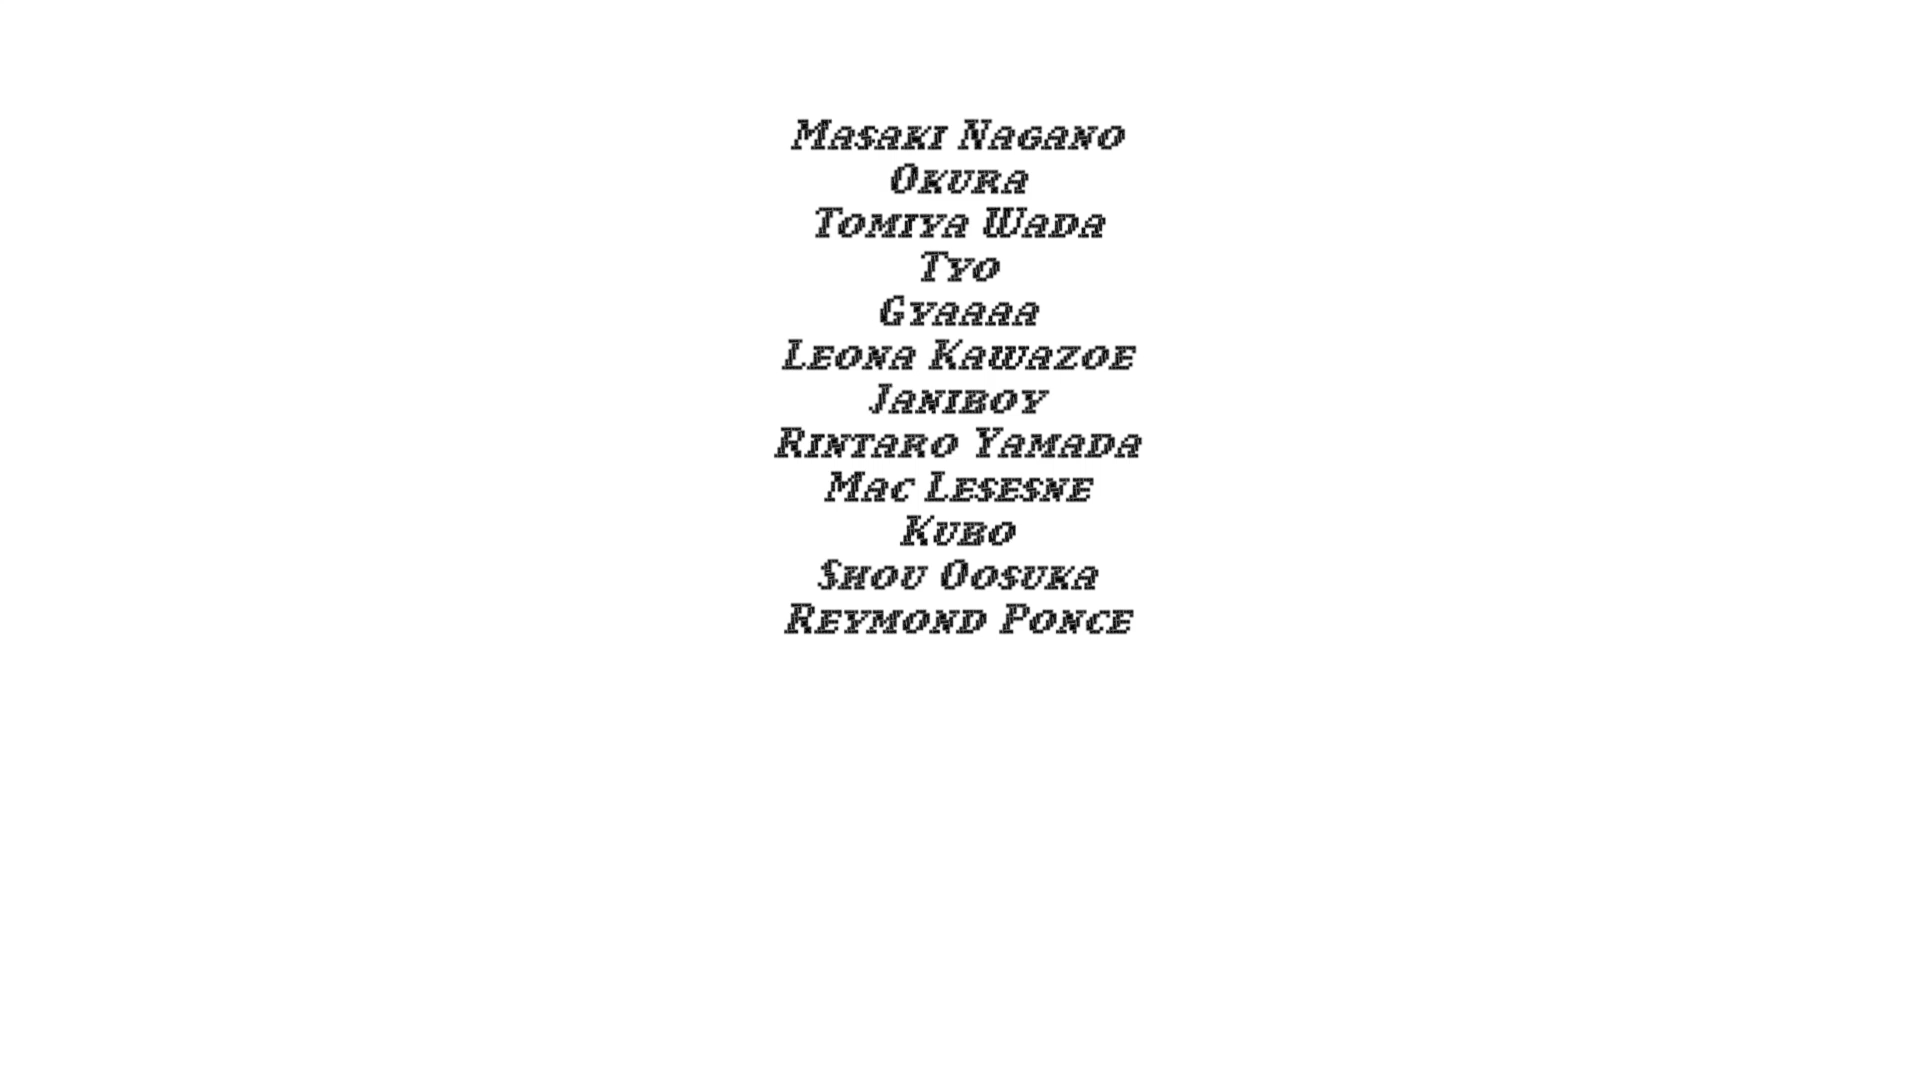 Masaki Nagano
Okura
Tomiya Wada
Tyo
Gyaaaa
Leona Kawazoe
Janiboy
Rintaro Yamada
Mac Lesesne
Kubo
Shou Oosuka
Reymond Ponce